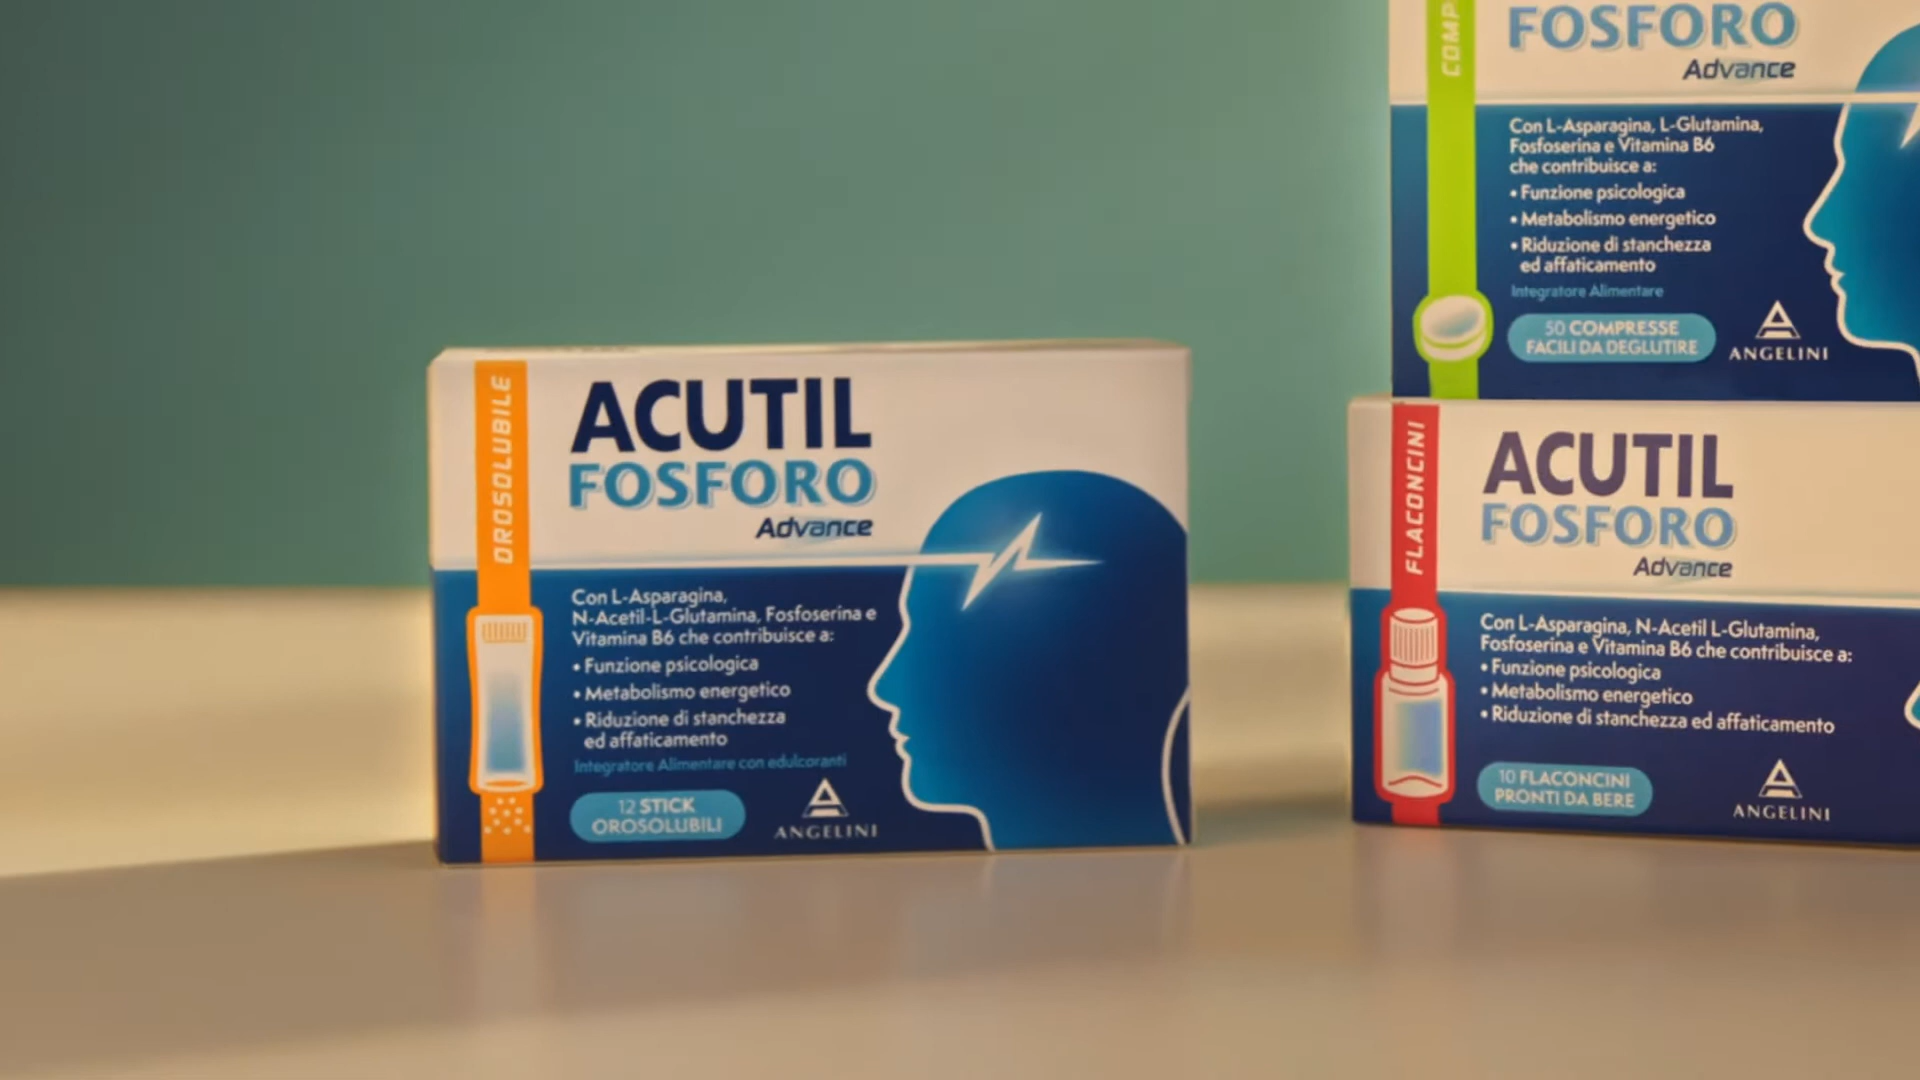 OROSOLUBILE
ACUTIL
FOSFORO
Advance
Con L-Asparagina,
N-Acetil-L-Glutamina, Fosfoserina e
Vitamina B6 che contribuisce a:
• Funzione psicologica
• Metabolismo energetico
• Riduzione di stanchezza
ed affaticamento
Integratore Alimentare con edulcoranti
12 STICK
OROSOLUBILI
ANGELINI
COMP
FOSFORO
Advance
Con L-Asparagina, L-Glutamina,
Fosfoserina e Vitamina B6
che contribuisce a:
• Funzione psicologica
• Metabolismo energetico
• Riduzione di stanchezza
ed affaticamento
Integratore Alimentare
50 COMPRESSE
FACILI DA DEGLUTIRE
ANGELINI
FLACONCINI
ACUTIL
FOSFORO
Advance
Con L-Asparagina, N-Acetil L-Glutamina,
Fosfoserina e Vitamina B6 che contribuisce a:
• Funzione psicologica
• Metabolismo energetico
• Riduzione di stanchezza ed affaticamento
10 FLACONCINI
PRONTI DA BERE
ANGELINI